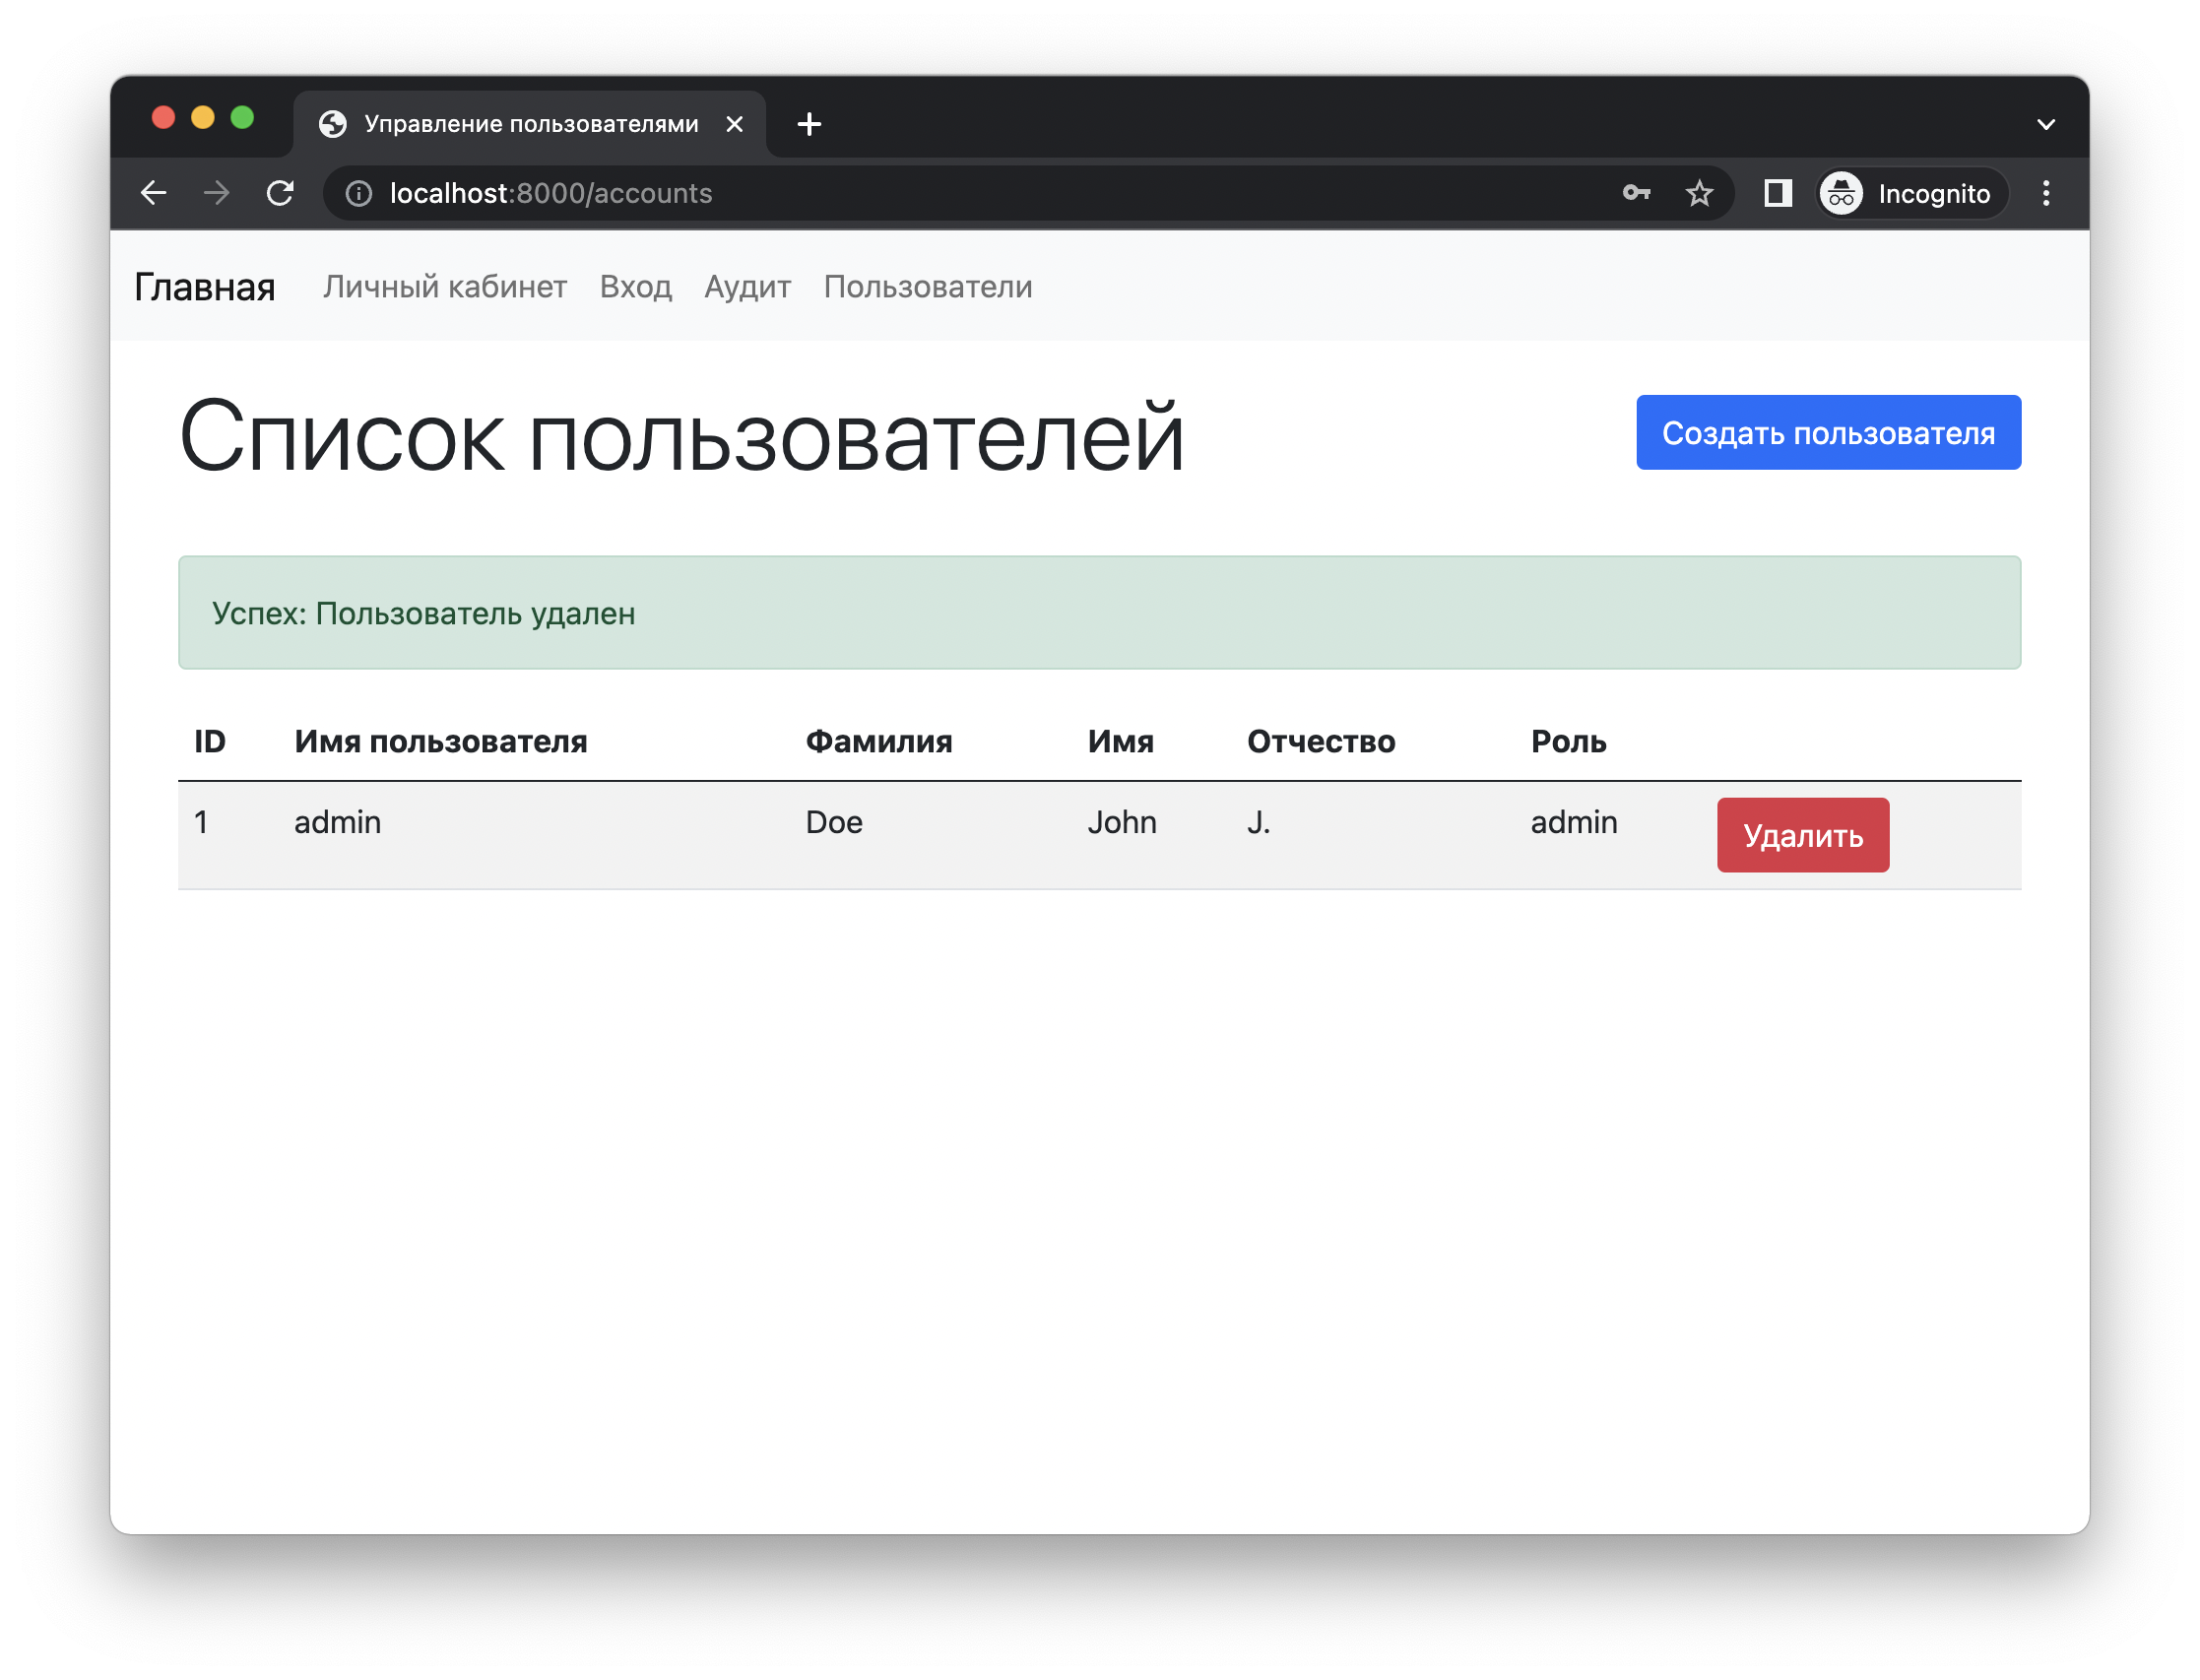 Управление пользователями
localhost:8000/accounts
Incognito
Главная Личный кабинет Вход Аудит Пользователи
Список пользователей
Создать пользователя
Успех: Пользователь удален
ID Имя пользователя Фамилия Имя Отчество Роль
1 admin Doe John J. admin Удалить